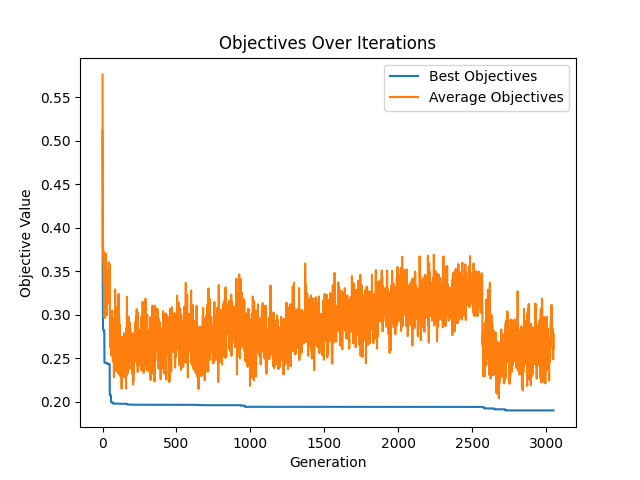 Objectives Over Iterations
Best Objectives
Average Objectives
Objective Value
0.55
0.50
0.45
0.40
0.35
0.30
0.25
0.20
0 500 1000 1500 2000 2500 3000
Generation